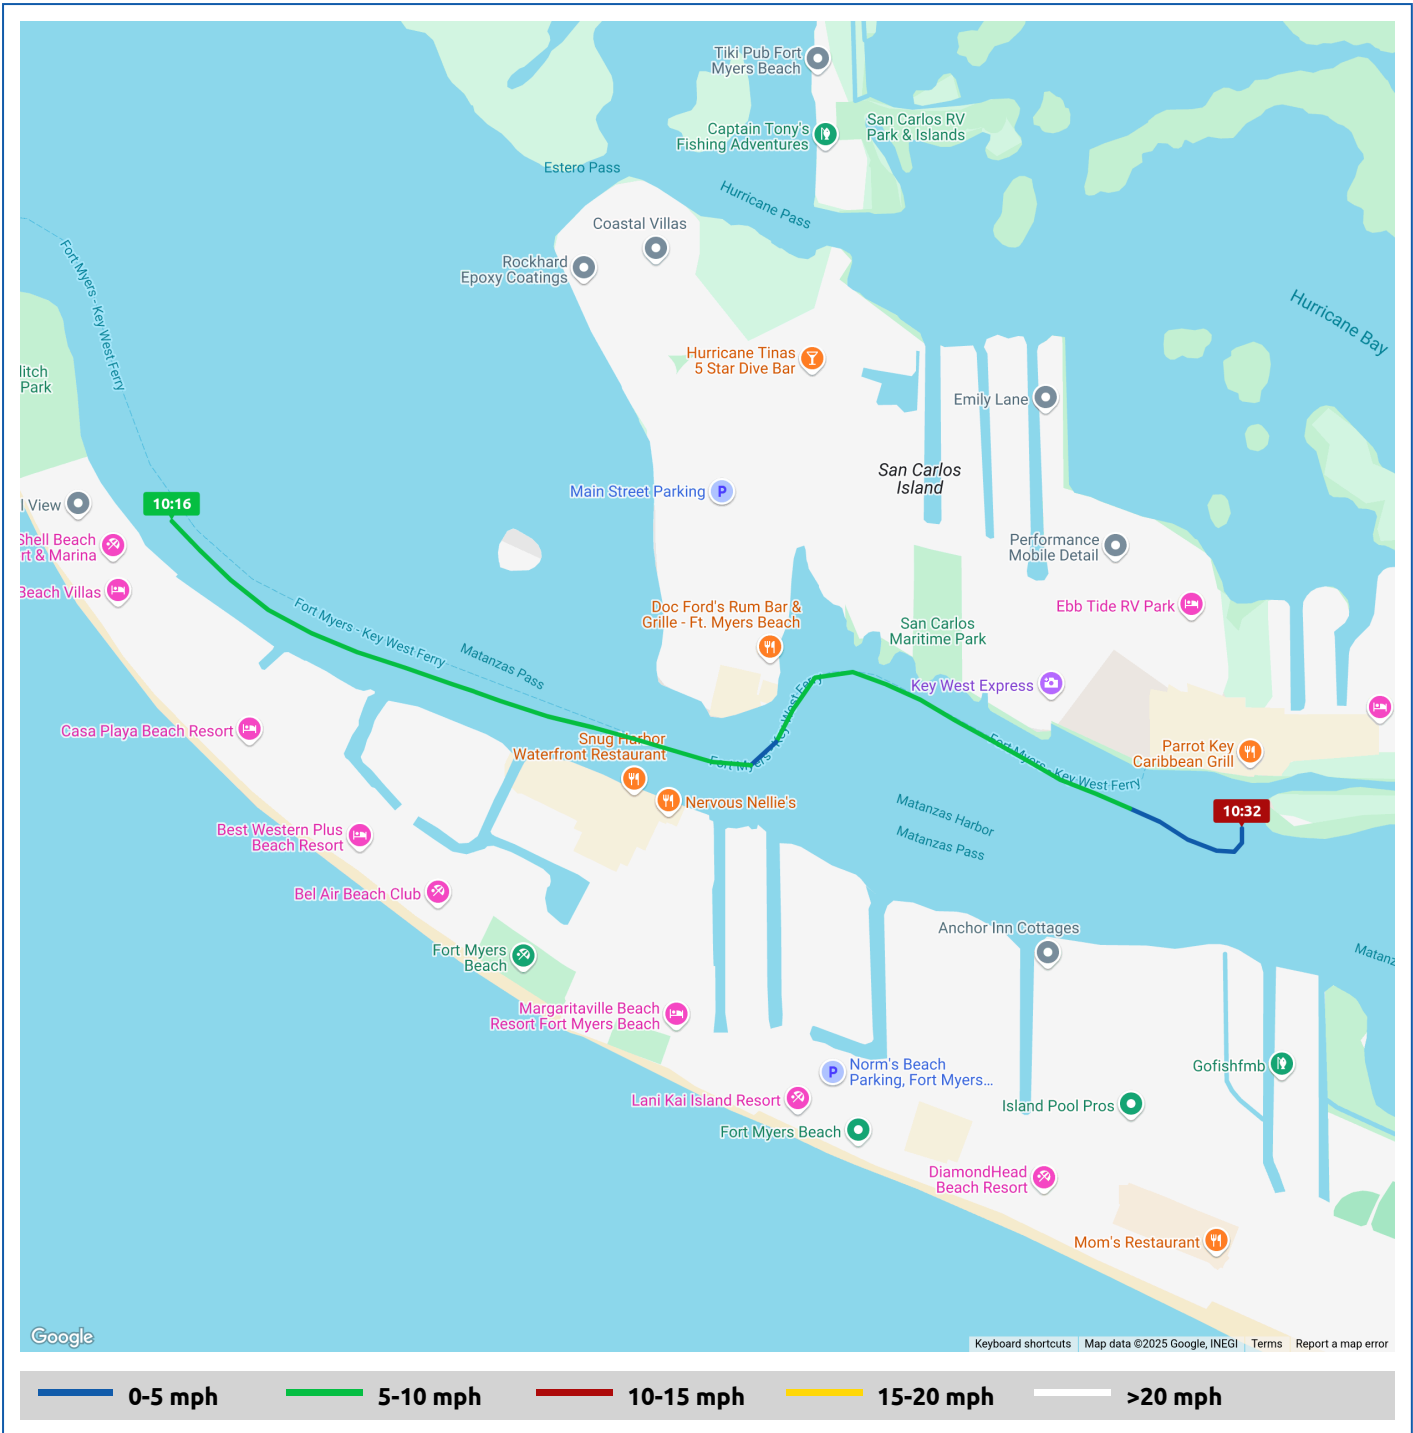 Tiki Pub Fort
Myers Beach
Captain Tony's
Fishing Adventures
San Carlos RV
Park & Islands
Estero Pass
Hurricane Pass
Coastal Villas
Rockhard
Epoxy Coatings
Fort Myers - Key West Ferry
Hurricane Bay
Hurricane Tinas
5 Star Dive Bar
litch
Park
Emily Lane
San Carlos
Island
Main Street Parking
P
l View
10:16
Shell Beach
rt & Marina
Performance
Mobile Detail
Beach Villas
Fort Myers - Key West Ferry
Doc Ford's Rum Bar &
Grille - Ft. Myers Beach
Ebb Tide RV Park
San Carlos
Maritime Park
Matanzas Pass
Key West Express
Casa Playa Beach Resort
Snug Harbor
Waterfront Restaurant
Fort Myers - Key West Ferry
Fort Myers - Key West Ferry
Parrot Key
Caribbean Grill
Nervous Nellie's
10:32
Matanzas Harbor
Matanzas Pass
Best Western Plus
Beach Resort
Bel Air Beach Club
Anchor Inn Cottages
Fort Myers
Beach
Matanz
Margaritaville Beach
Resort Fort Myers Beach
P
Norm's Beach
Parking, Fort Myers...
Gofishfmb
Lani Kai Island Resort
Island Pool Pros
Fort Myers Beach
DiamondHead
Beach Resort
Mom's Restaurant
Google
Keyboard shortcuts
Map data ©2025 Google, INEGI
Terms
Report a map error
0-5 mph
5-10 mph
10-15 mph
15-20 mph
>20 mph